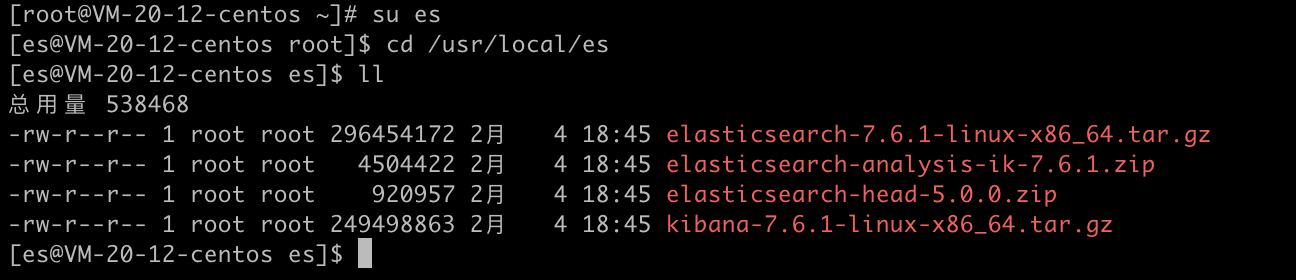 [root@VM-20-12-centos ~]# su es
[es@VM-20-12-centos root]$ cd /usr/local/es
[es@VM-20-12-centos es]$ ll
总用量 538468
-rw-r--r-- 1 root root 296454172 2月   4 18:45 elasticsearch-7.6.1-linux-x86_64.tar.gz
-rw-r--r-- 1 root root   4504422 2月   4 18:45 elasticsearch-analysis-ik-7.6.1.zip
-rw-r--r-- 1 root root    920957 2月   4 18:45 elasticsearch-head-5.0.0.zip
-rw-r--r-- 1 root root 249498863 2月   4 18:45 kibana-7.6.1-linux-x86_64.tar.gz
[es@VM-20-12-centos es]$